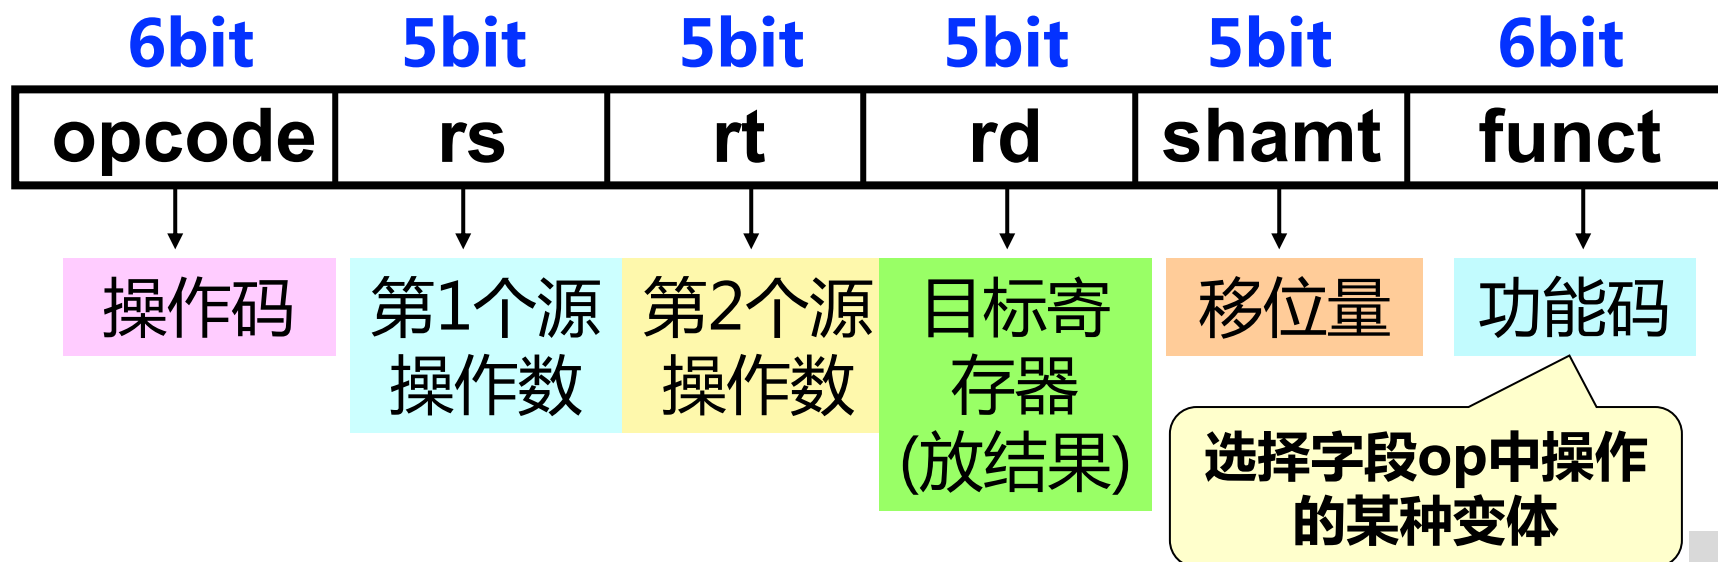 6bit 5bit 5bit 5bit 5bit 6bit
opcode rs rt rd shamt funct
操作码
第1个源
操作数
第2个源
操作数
目标寄
存器
(放结果)
移位量
功能码
选择字段op中操作
的某种变体